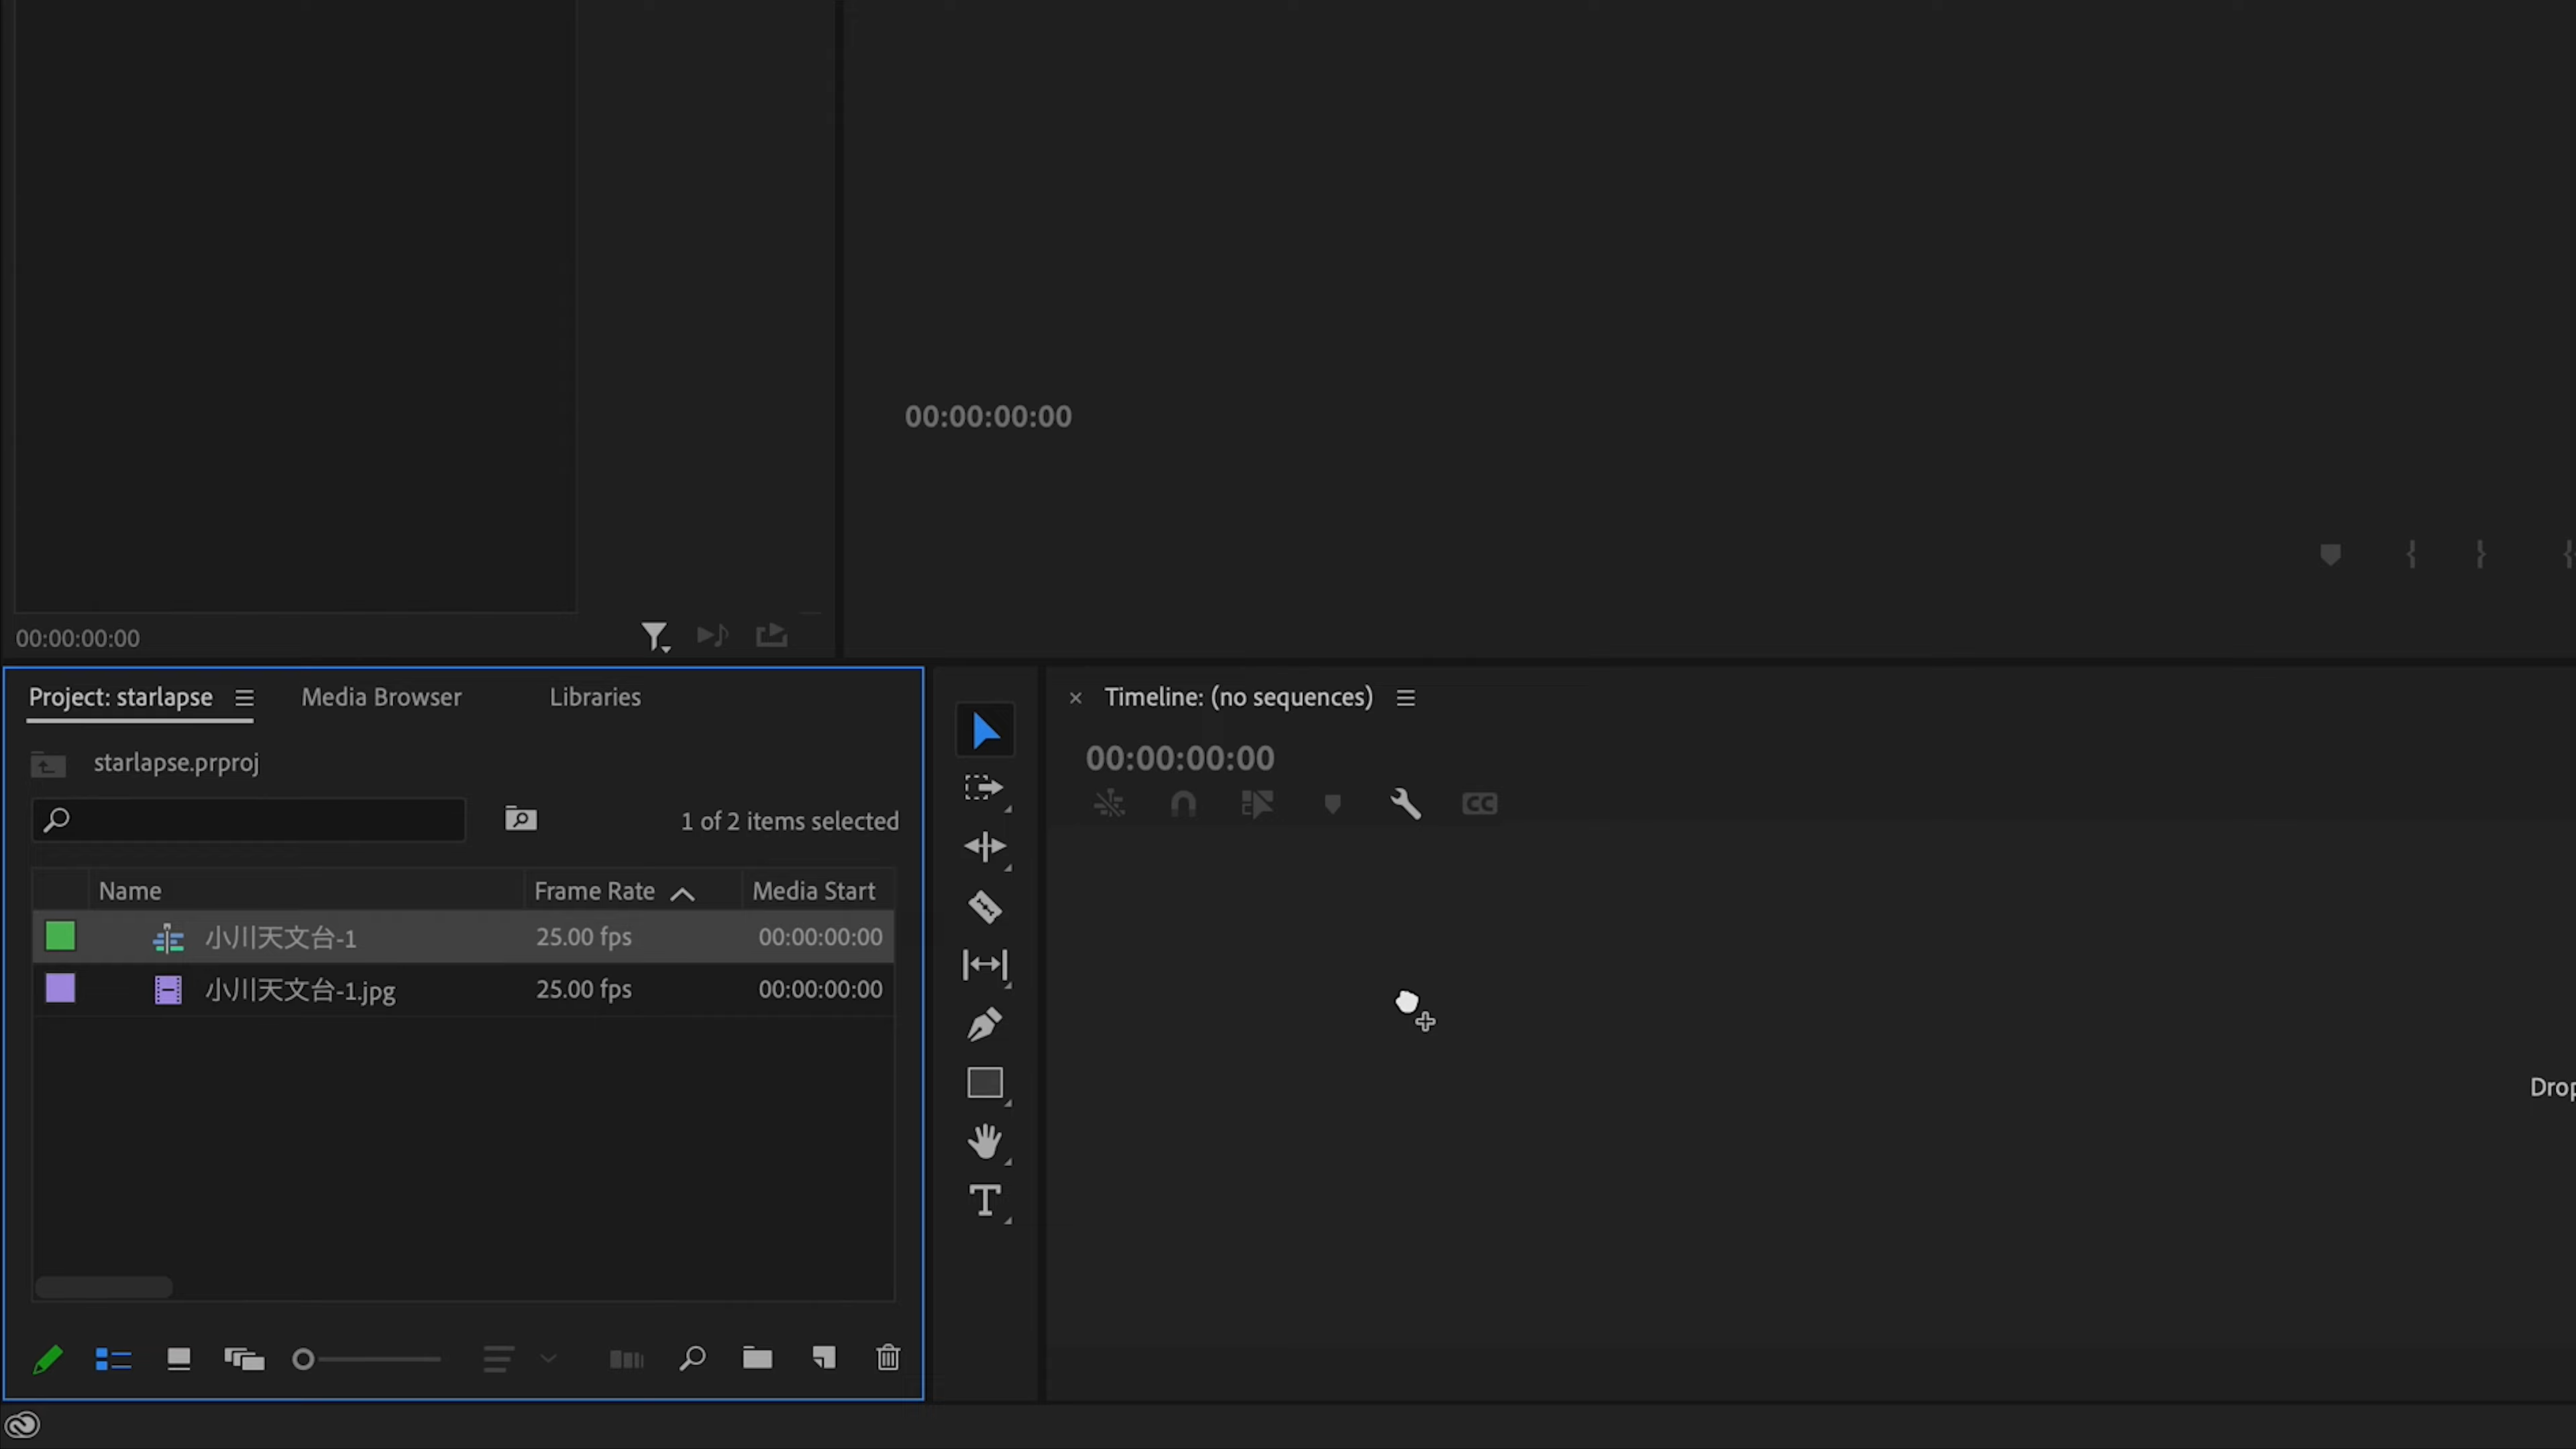 00:00:00:00
00:00:00:00
Project: starlapse
Media Browser
Libraries
starlapse.prproj
1 of 2 items selected
Name
Frame Rate
Media Start
小川天文台-1
25.00 fps
00:00:00:00
小川天文台-1.jpg
25.00 fps
00:00:00:00
T
Timeline: (no sequences)
00:00:00:00
CC
Drop